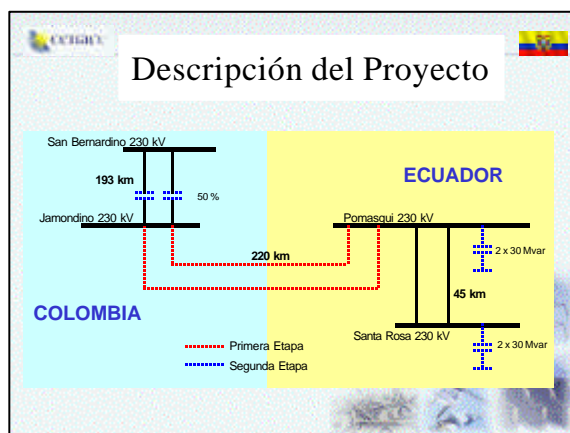 cenace
Descripción del Proyecto
San Bernardino 230 kV
193 km
50 %
Jamondino 230 kV
ECUADOR
Pomasqui 230 kV
2 x 30 Mvar
220 km
45 km
COLOMBIA
Santa Rosa 230 kV
2 x 30 Mvar
Primera Etapa
Segunda Etapa